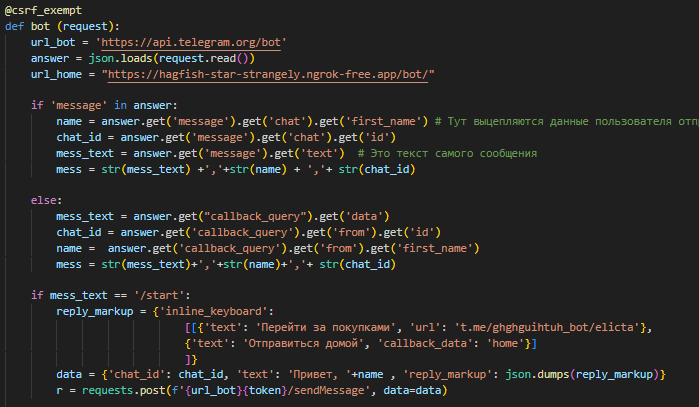 @csrf_exempt
def bot (request):
    url_bot = 'https://api.telegram.org/bot'
    answer = json.loads(request.read())
    url_home = "https://hagfish-star-strangely.ngrok-free.app/bot/"
    if 'message' in answer:
        name = answer.get('message').get('chat').get('first_name') # Тут выцепляются данные пользователя отп
        chat_id = answer.get('message').get('chat').get('id')
        mess_text = answer.get('message').get('text')  # Это текст самого сообщения
        mess = str(mess_text) +','+str(name) + ','+ str(chat_id)
    else:
        mess_text = answer.get("callback_query").get('data')
        chat_id = answer.get('callback_query').get('from').get('id')
        name =  answer.get('callback_query').get('from').get('first_name')
        mess = str(mess_text)+','+str(name)+','+ str(chat_id)
    if mess_text == '/start':
        reply_markup = {'inline_keyboard':
                        [[{'text': 'Перейти за покупками', 'url': 't.me/ghghguihtuh_bot/elicta'},
                        {'text': 'Отправиться домой', 'callback_data': 'home'}]
                        ]}
        data = {'chat_id': chat_id, 'text': 'Привет, '+name , 'reply_markup': json.dumps(reply_markup)}
        r = requests.post(f'{url_bot}{token}/sendMessage', data=data)